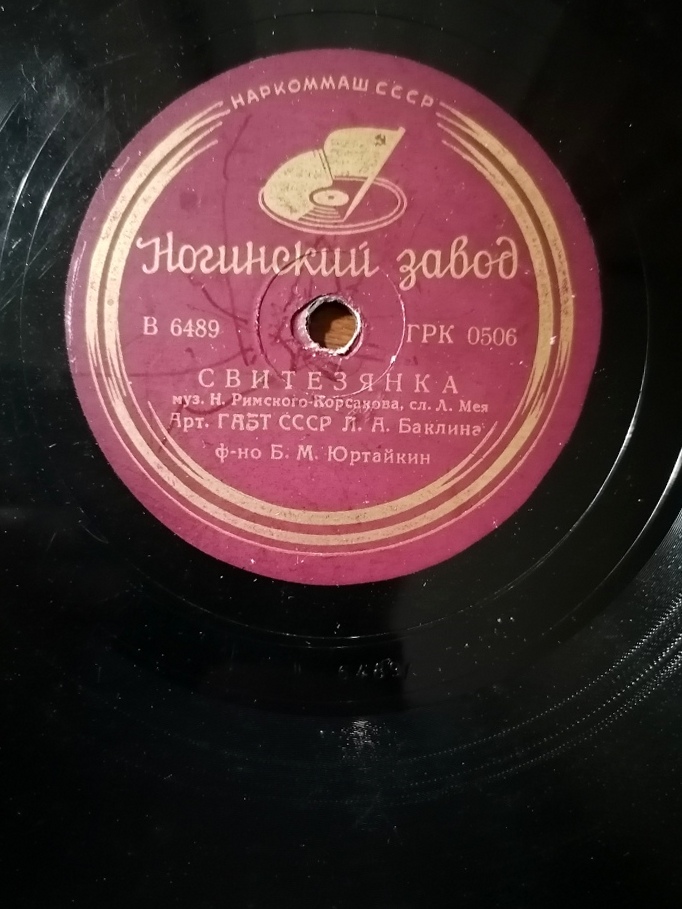 НАРКОММАШ СССР
Ногинский завод
В 6489
ГРК 0506
СВИТЕЗЯНКА
муз. Н. Римского-Корсакова, сл. Л. Мея
Арт. ГАБТ СССР Л. А. Баклина
ф-но Б. М. Юртайкин